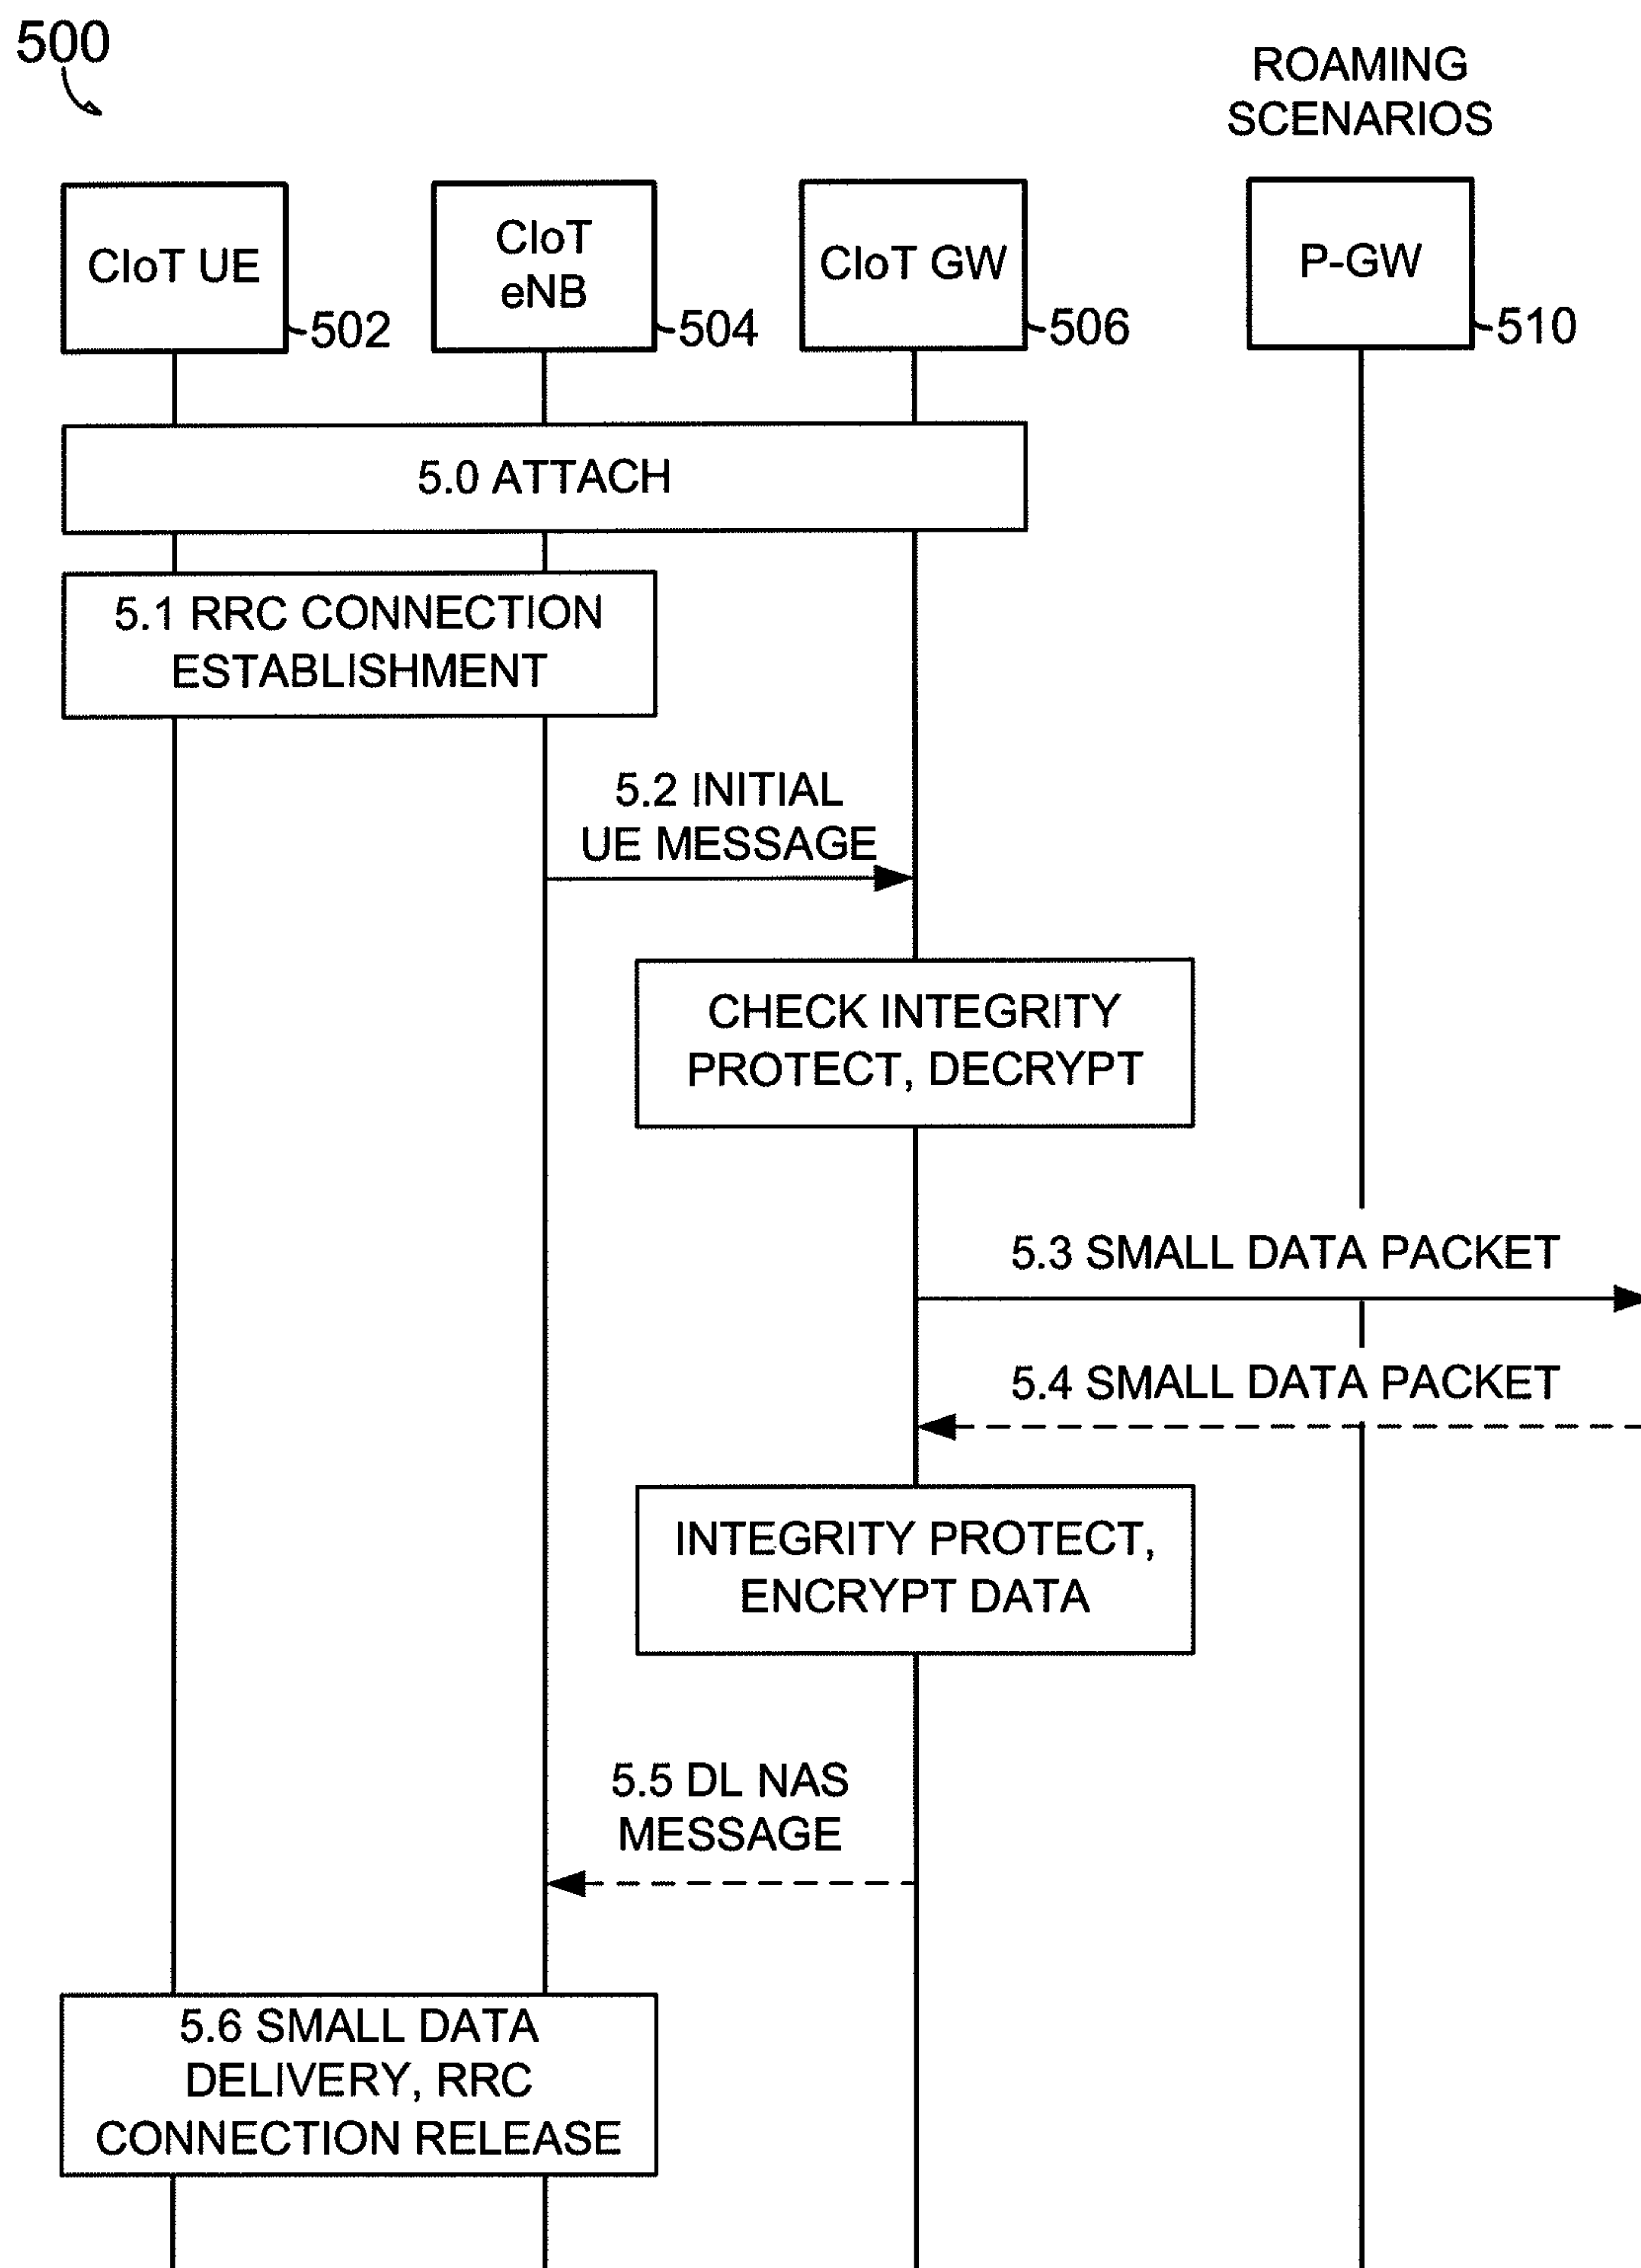 500
ROAMING
SCENARIOS
CIoT UE
502
CIoT
eNB
504
CIoT GW
506
P-GW
510
5.0 ATTACH
5.1 RRC CONNECTION
ESTABLISHMENT
5.2 INITIAL
UE MESSAGE
CHECK INTEGRITY
PROTECT, DECRYPT
5.3 SMALL DATA PACKET
5.4 SMALL DATA PACKET
INTEGRITY PROTECT,
ENCRYPT DATA
5.5 DL NAS
MESSAGE
5.6 SMALL DATA
DELIVERY, RRC
CONNECTION RELEASE